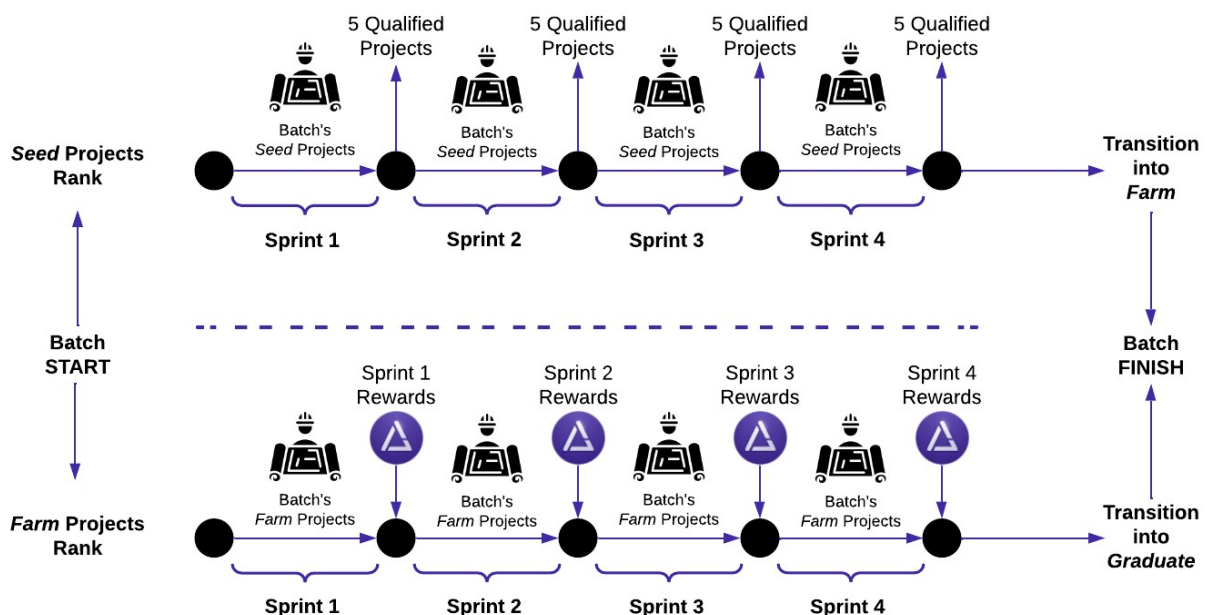 5 Qualified
Projects
5 Qualified
Projects
5 Qualified
Projects
5 Qualified
Projects
Batch's
Seed Projects
Batch's
Seed Projects
Batch's
Seed Projects
Batch's
Seed Projects
Seed Projects
Rank
Transition
into
Farm
Sprint 1
Sprint 2
Sprint 3
Sprint 4
Batch
START
Batch
FINISH
Sprint 1
Rewards
Sprint 2
Rewards
Sprint 3
Rewards
Sprint 4
Rewards
Batch's
Farm Projects
Batch's
Farm Projects
Batch's
Farm Projects
Batch's
Farm Projects
Farm Projects
Rank
Transition
into
Graduate
Sprint 1
Sprint 2
Sprint 3
Sprint 4